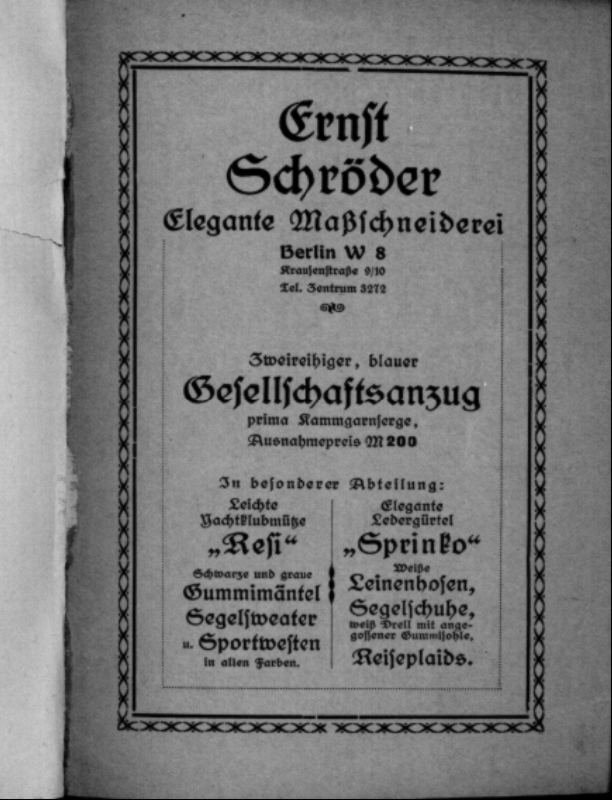 Ernst
Schröder
Elegante Maßschneiderei
Berlin W 8
Krausenstraße 9/10
Tel. Zentrum 3272
Zweireihiger, blauer
Gesellschaftsanzug
prima Kammgarnserge,
Ausnahmepreis M 200
In besonderer Abteilung:
Leichte
Yachtklubmütze
„Resi“
Schwarze und graue
Gummimäntel
Segelsweater
u. Sportwesten
in allen Farben.
Elegante
Ledergürtel
„Sprinko“
Weiße
Leinenhosen,
Segelschuhe,
weiß Drell mit ange-
gossener Gummisohle.
Reiseplaids.